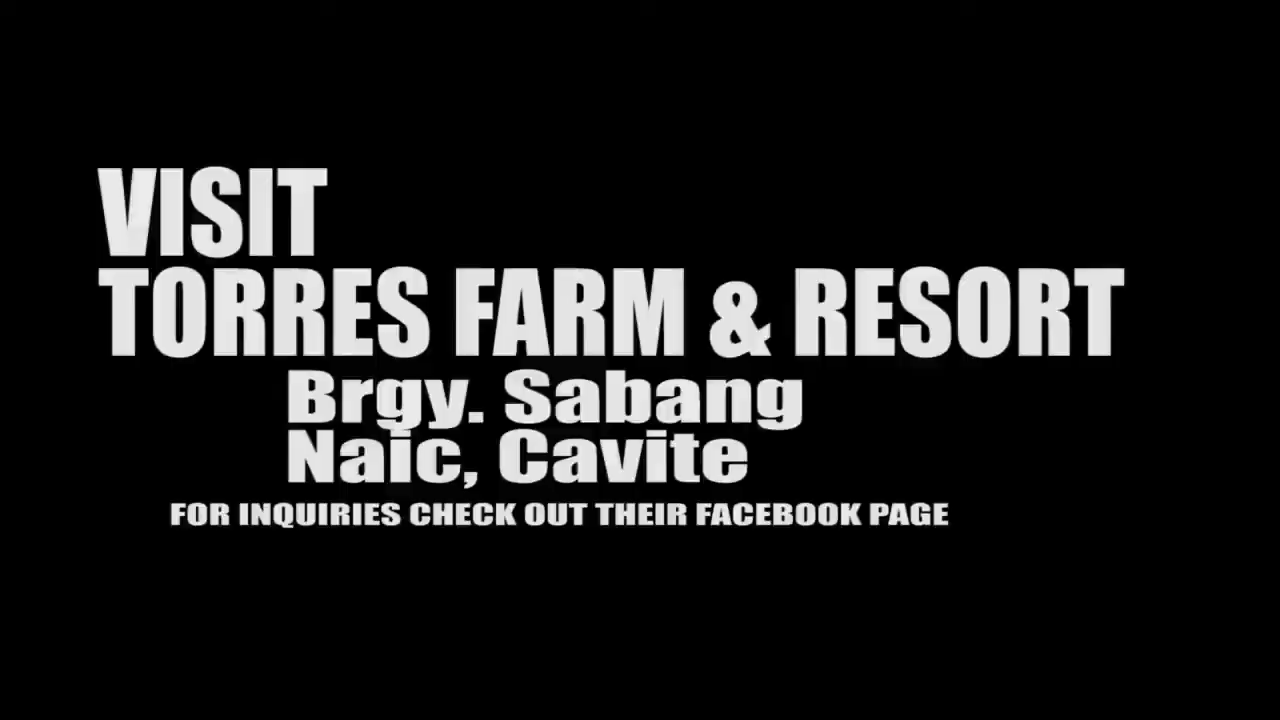 VISIT
TORRES FARM & RESORT
Brgy. Sabang
Naic, Cavite
FOR INQUIRIES CHECK OUT THEIR FACEBOOK PAGE